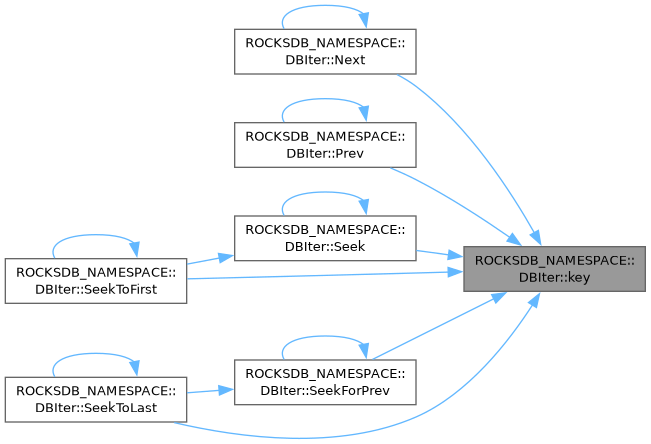 ROCKSDB_NAMESPACE::
DBIter::Next
ROCKSDB_NAMESPACE::
DBIter::Prev
ROCKSDB_NAMESPACE::
DBIter::Seek
ROCKSDB_NAMESPACE::
DBIter::SeekToFirst
ROCKSDB_NAMESPACE::
DBIter::key
ROCKSDB_NAMESPACE::
DBIter::SeekForPrev
ROCKSDB_NAMESPACE::
DBIter::SeekToLast